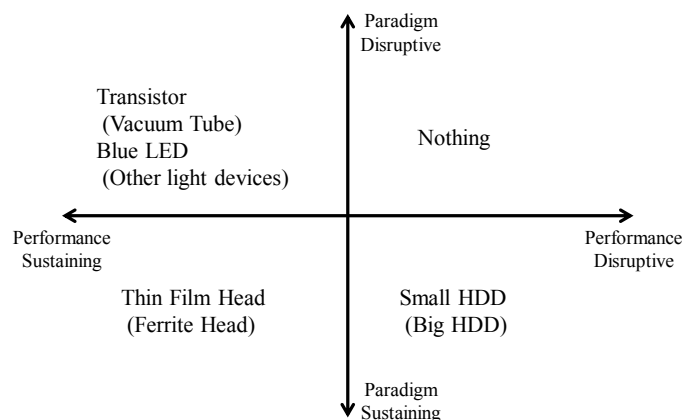 Paradigm
Disruptive
Transistor
(Vacuum Tube)
Blue LED
(Other light devices)
Nothing
Performance
Sustaining
Performance
Disruptive
Thin Film Head
(Ferrite Head)
Small HDD
(Big HDD)
Paradigm
Sustaining